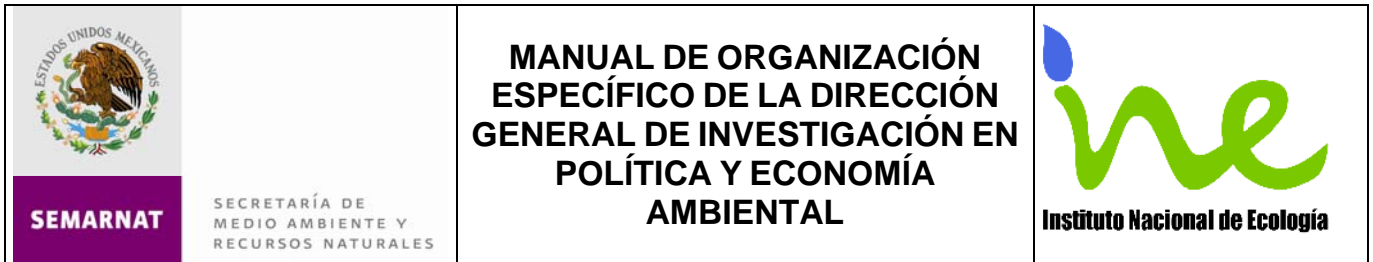 ESTADOS UNIDOS MEXICANOS
SEMARNAT
SECRETARÍA DE
MEDIO AMBIENTE Y
RECURSOS NATURALES
MANUAL DE ORGANIZACIÓN
ESPECÍFICO DE LA DIRECCIÓN
GENERAL DE INVESTIGACIÓN EN
POLÍTICA Y ECONOMÍA
AMBIENTAL
ine
Instituto Nacional de Ecología